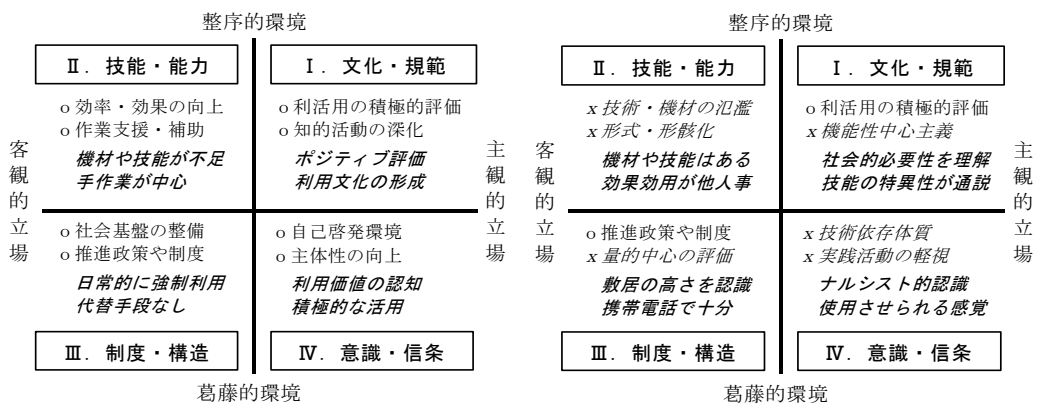 整序的環境
Ⅱ．技能・能力
Ⅰ．文化・規範
o 効率・効果の向上
o 作業支援・補助
機材や技能が不足
手作業が中心
o 利活用の積極的評価
o 知的活動の深化
ポジティブ評価
利用文化の形成
客観的立場
主観的立場
o 社会基盤の整備
o 推進政策や制度
日常的に強制利用
代替手段なし
o 自己啓発環境
o 主体性の向上
利用価値の認知
積極的な活用
Ⅲ．制度・構造
Ⅳ．意識・信条
葛藤的環境
整序的環境
Ⅱ．技能・能力
Ⅰ．文化・規範
x 技術・機材の氾濫
x 形式・形骸化
機材や技能はある
効果効用が他人事
o 利活用の積極的評価
x 機能性中心主義
社会的必要性を理解
技能の特異性が通説
客観的立場
主観的立場
o 推進政策や制度
x 量的中心の評価
敷居の高さを認識
携帯電話で十分
x 技術依存体質
x 実践活動の軽視
ナルシスト的認識
使用させられる感覚
Ⅲ．制度・構造
Ⅳ．意識・信条
葛藤的環境